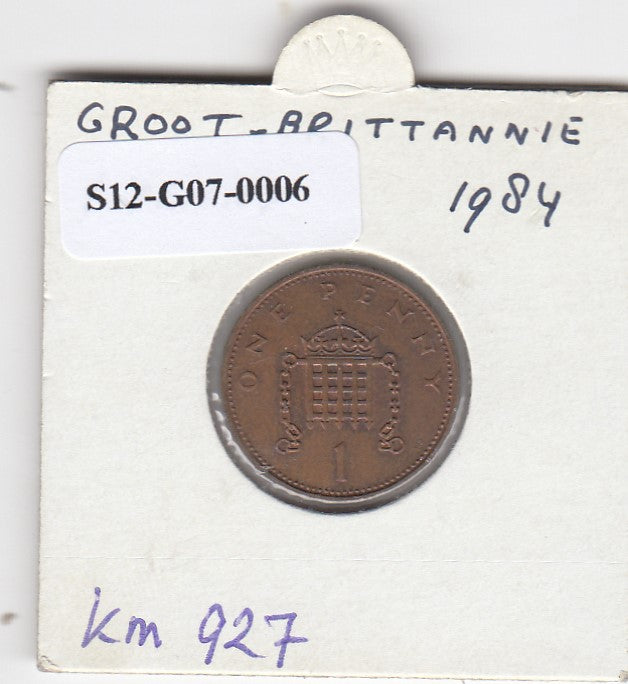 GROOT-BRITTANNIE
S12-G07-0006
1984
ONE PENNY
1
Km 927